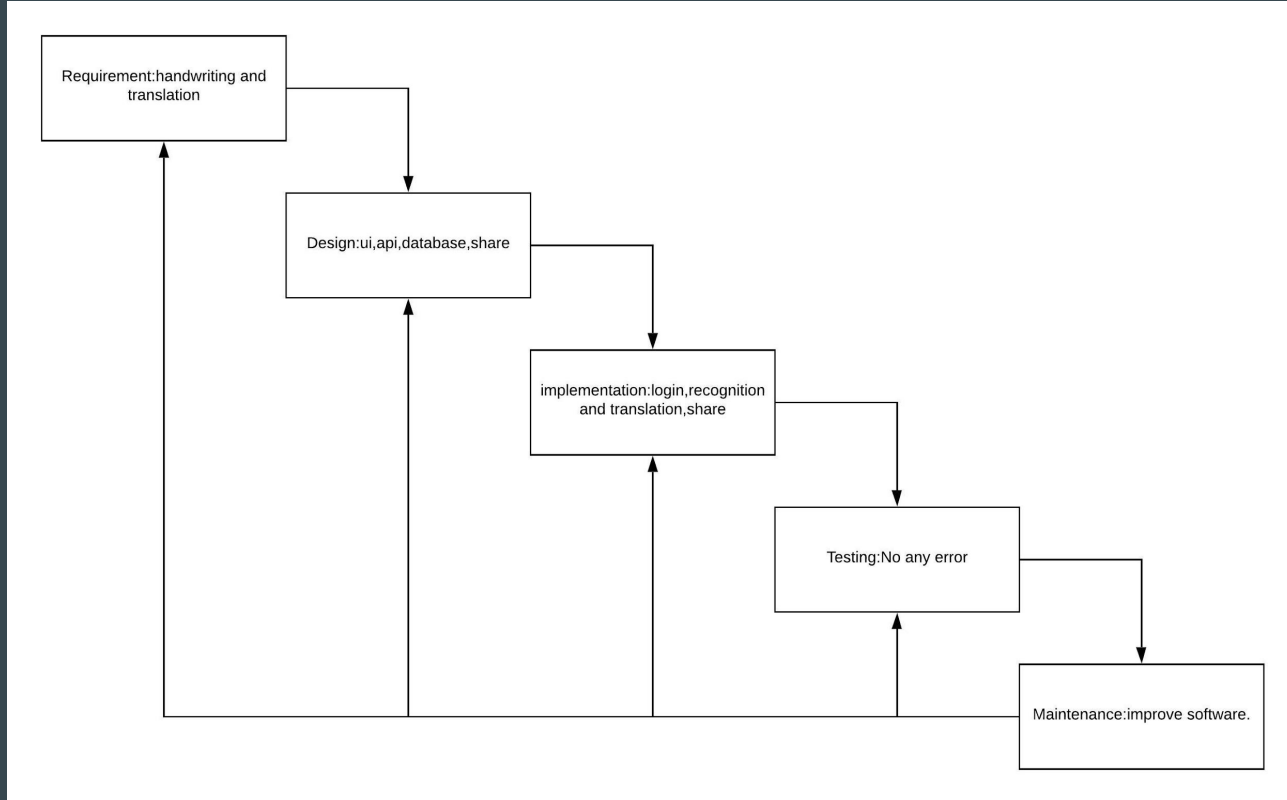 Requirement:handwriting and
translation
Design:ui,api,database,share
implementation:login,recognition
and translation,share
Testing:No any error
Maintenance:improve software.